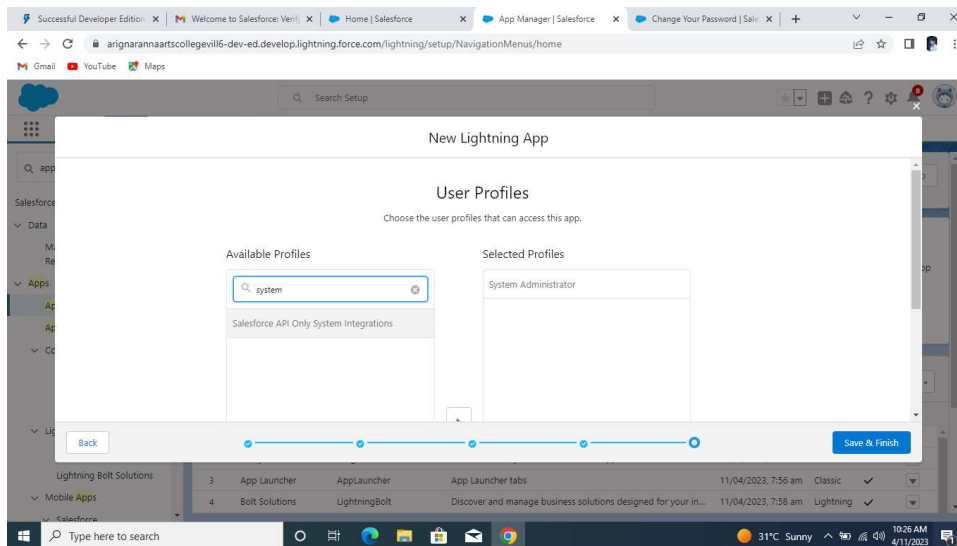 Successful Developer Edition
Welcome to Salesforce: Verif
Home | Salesforce
App Manager | Salesforce
Change Your Password | Sale
arignarannaartscollegevill6-dev-ed.develop.lightning.force.com/lightning/setup/NavigationMenus/home
Gmail YouTube Maps
Search Setup
New Lightning App
app
User Profiles
Salesforce
Choose the user profiles that can access this app.
Data
Available Profiles
Selected Profiles
system
System Administrator
Apps
Salesforce API Only System Integrations
Back
Save & Finish
Lightning Bolt Solutions
3 App Launcher AppLauncher App Launcher tabs 11/04/2023, 7:56 am Classic
Mobile Apps
4 Bolt Solutions LightningBolt Discover and manage business solutions designed for your in... 11/04/2023, 7:58 am Lightning
Salesforce
Type here to search
31°C Sunny
10:26 AM
4/11/2023